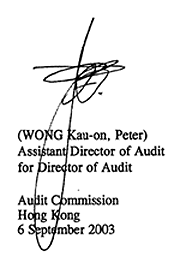 (WONG Kau-on, Peter)
Assistant Director of Audit
for Director of Audit
Audit Commission
Hong Kong
6 September 2003